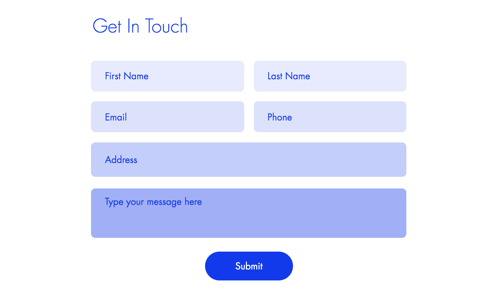 Get In Touch
First Name
Last Name
Email
Phone
Address
Type your message here
Submit